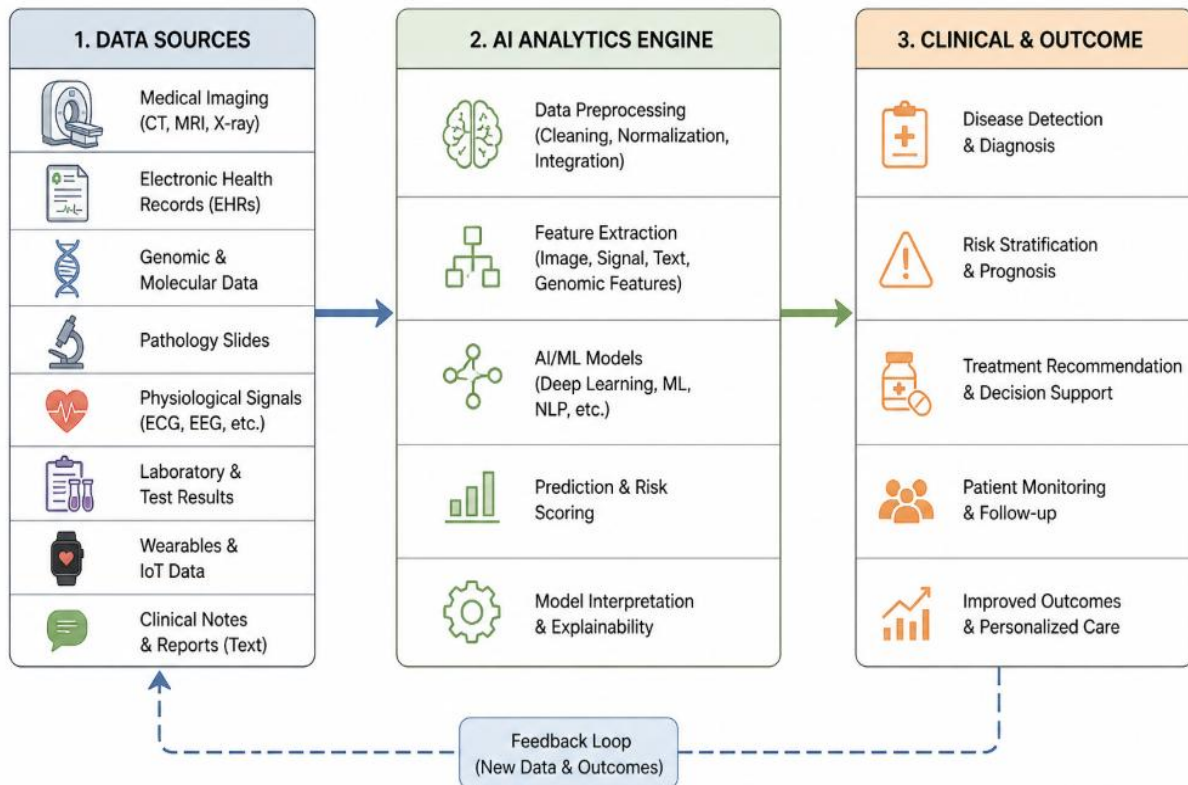 1. DATA SOURCES
Medical Imaging
(CT, MRI, X-ray)
Electronic Health
Records (EHRs)
Genomic &
Molecular Data
Pathology Slides
Physiological Signals
(ECG, EEG, etc.)
Laboratory &
Test Results
Wearables &
IoT Data
Clinical Notes
& Reports (Text)
2. AI ANALYTICS ENGINE
Data Preprocessing
(Cleaning, Normalization,
Integration)
Feature Extraction
(Image, Signal, Text,
Genomic Features)
AI/ML Models
(Deep Learning, ML,
NLP, etc.)
Prediction & Risk
Scoring
Model Interpretation
& Explainability
3. CLINICAL & OUTCOME
Disease Detection
& Diagnosis
Risk Stratification
& Prognosis
Treatment Recommendation
& Decision Support
Patient Monitoring
& Follow-up
Improved Outcomes
& Personalized Care
Feedback Loop
(New Data & Outcomes)